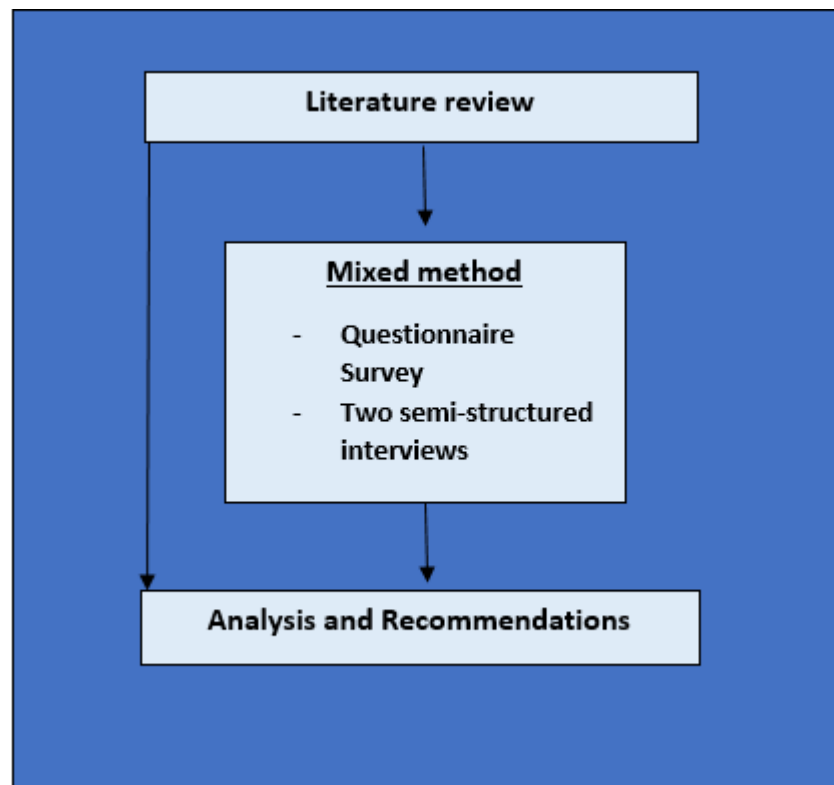 Literature review
Mixed method
- Questionnaire
Survey
- Two semi-structured
interviews
Analysis and Recommendations